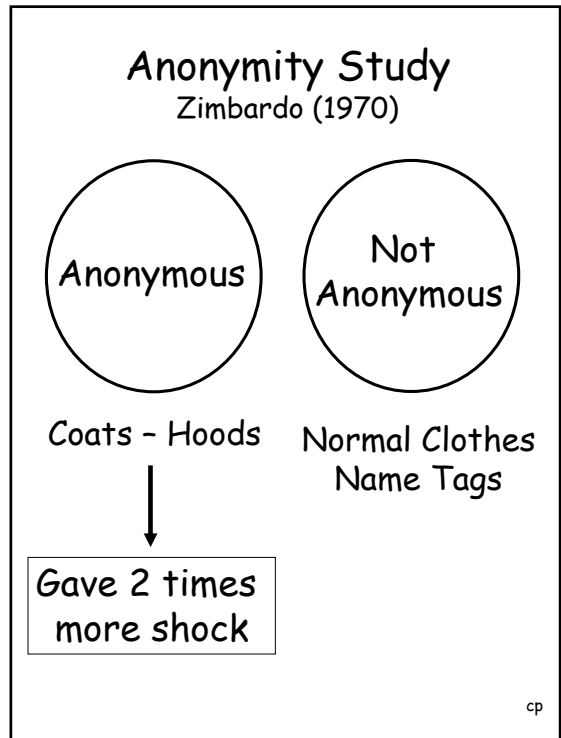 Anonymity Study
Zimbardo (1970)
Anonymous
Not
Anonymous
Coats – Hoods
Normal Clothes
Name Tags
Gave 2 times
more shock
cp